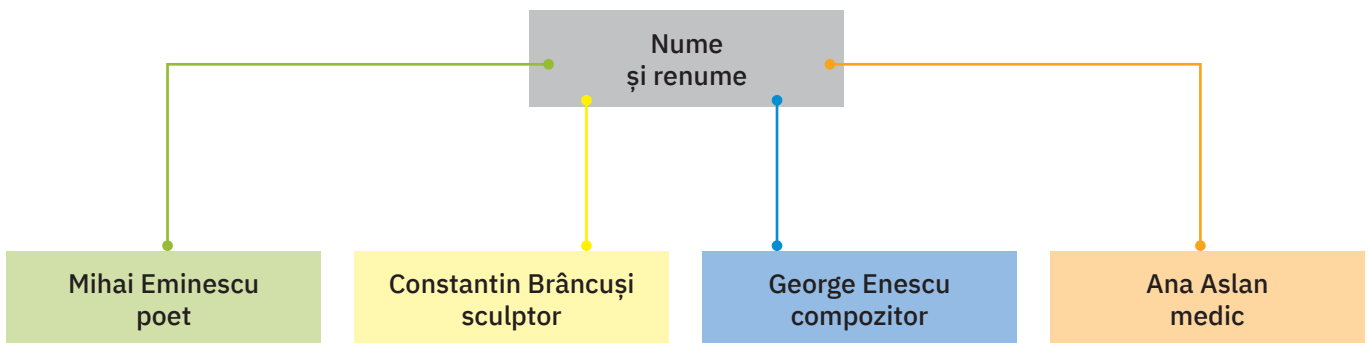 Nume
și renume
Mihai Eminescu
poet
Constantin Brâncuși
sculptor
George Enescu
compozitor
Ana Aslan
medic